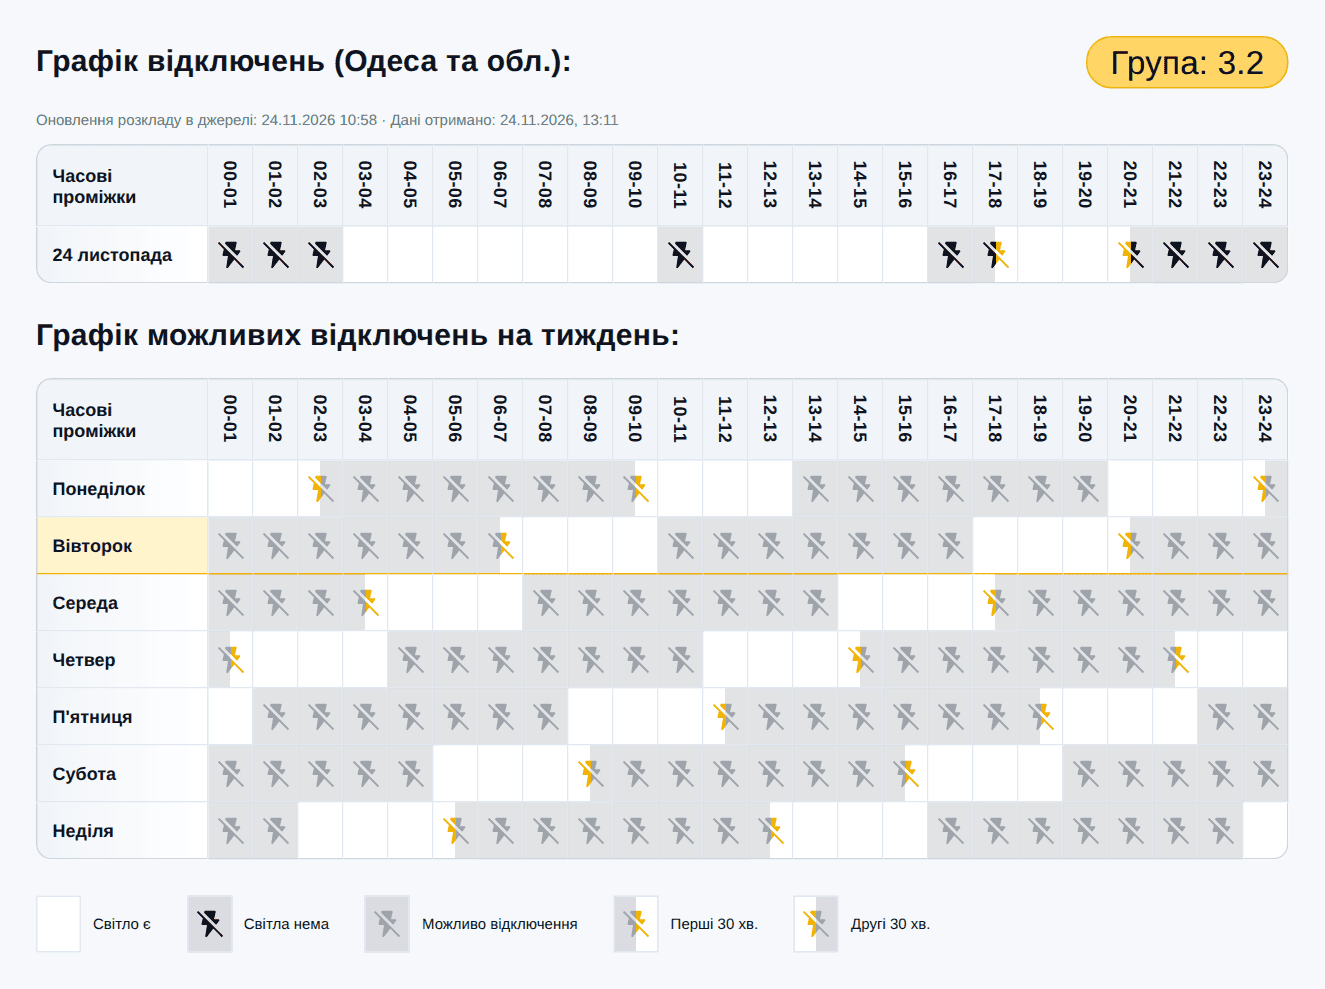 Графік відключень (Одеса та обл.):
Група: 3.2
Оновлення розкладу в джерелі: 24.11.2026 10:58 · Дані отримано: 24.11.2026, 13:11
Часові проміжки 00-01 01-02 02-03 03-04 04-05 05-06 06-07 07-08 08-09 09-10 10-11 11-12 12-13 13-14 14-15 15-16 16-17 17-18 18-19 19-20 20-21 21-22 22-23 23-24
24 листопада
Графік можливих відключень на тиждень:
Часові проміжки 00-01 01-02 02-03 03-04 04-05 05-06 06-07 07-08 08-09 09-10 10-11 11-12 12-13 13-14 14-15 15-16 16-17 17-18 18-19 19-20 20-21 21-22 22-23 23-24
Понеділок
Вівторок
Середа
Четвер
П'ятниця
Субота
Неділя
Світло є Світла нема Можливо відключення Перші 30 хв. Другі 30 хв.